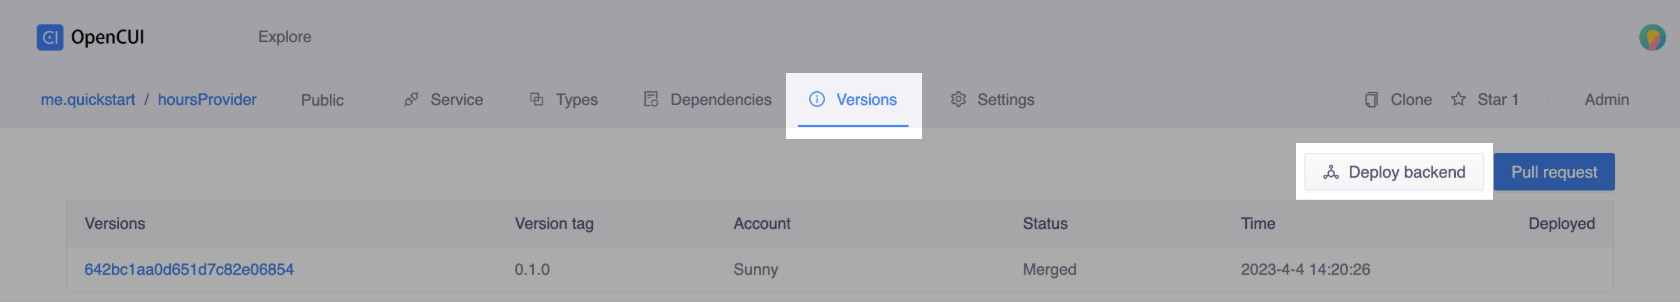 OpenCUI Explore
me.quickstart / hoursProvider Public Service Types Dependencies Versions Settings Clone Star 1 Admin
Deploy backend Pull request
Versions Version tag Account Status Time Deployed
642bc1aa0d651d7c82e06854 0.1.0 Sunny Merged 2023-4-4 14:20:26